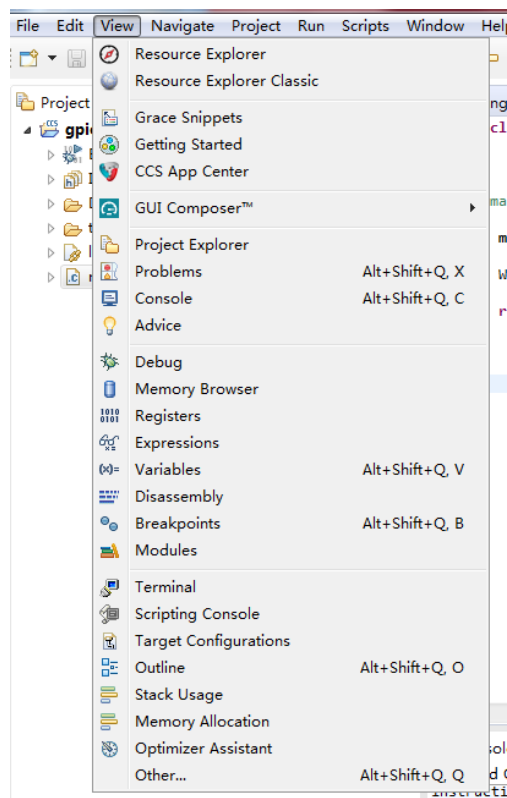 File Edit View Navigate Project Run Scripts Window Help
Resource Explorer
Resource Explorer Classic
Project
Grace Snippets
Getting Started
CCS App Center
GUI Composer™
Project Explorer
Problems Alt+Shift+Q, X
Console Alt+Shift+Q, C
Advice
Debug
Memory Browser
Registers
Expressions
Variables Alt+Shift+Q, V
Disassembly
Breakpoints Alt+Shift+Q, B
Modules
Terminal
Scripting Console
Target Configurations
Outline Alt+Shift+Q, O
Stack Usage
Memory Allocation
Optimizer Assistant
Other... Alt+Shift+Q, Q